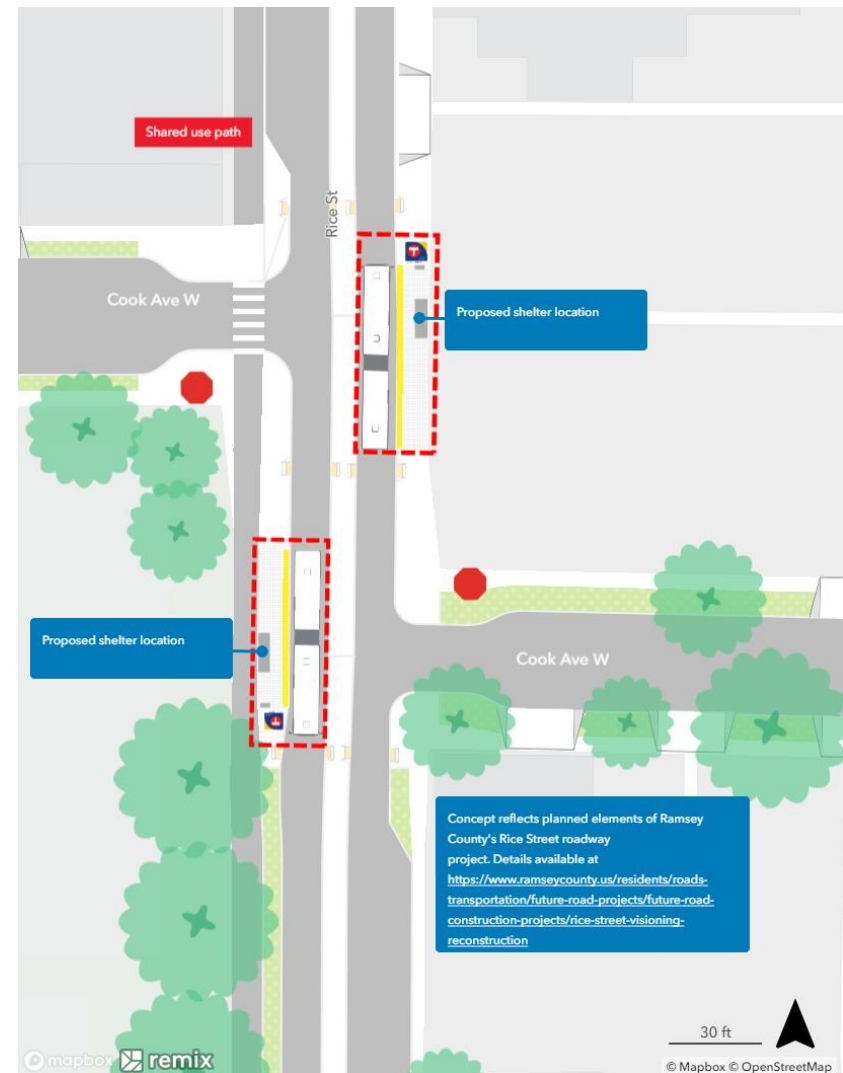 Shared use path
Rice St
Cook Ave W
Proposed shelter location
Proposed shelter location
Cook Ave W
Concept reflects planned elements of Ramsey
County's Rice Street roadway
project. Details available at
https://www.ramseycounty.us/residents/roads-
transportation/future-road-projects/future-road-
construction-projects/rice-street-visioning-
reconstruction
30 ft
mapbox remix
© Mapbox © OpenStreetMap